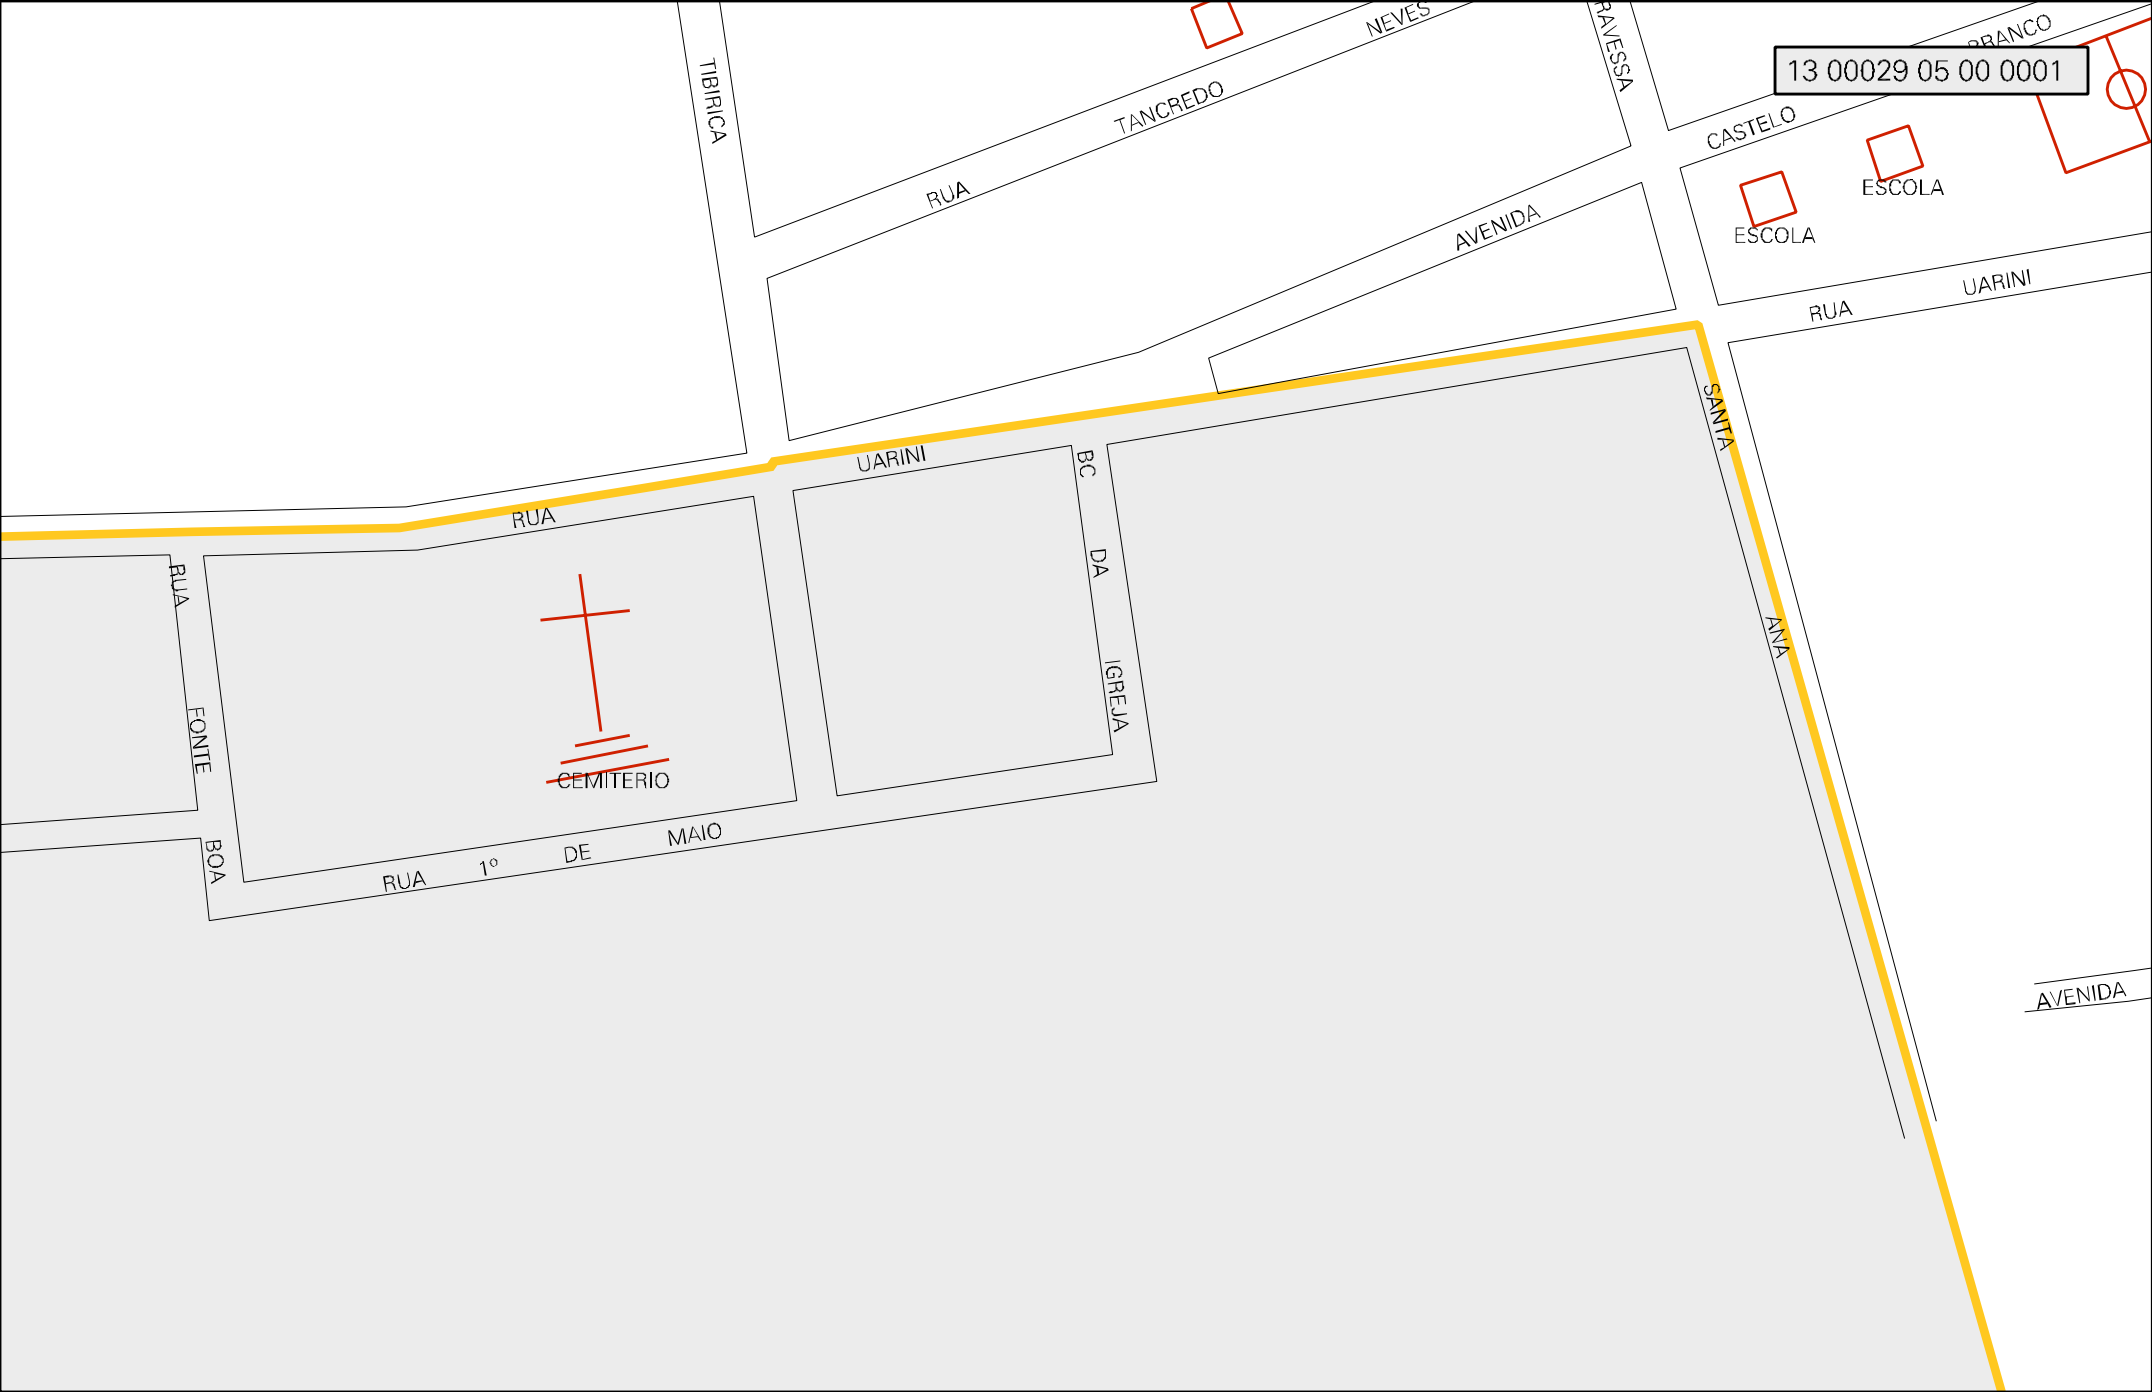 NEVES
TRAVESSA
BRANCO
13 00029 05 00 0001
TIBIRICA
TANCREDO
CASTELO
RUA
ESCOLA
AVENIDA
ESCOLA
UARINI
RUA
SANTA
UARINI
BC
RUA
RUA
DA
ANA
FONTE
IGREJA
CEMITERIO
MAIO
DE
1º
BOA
RUA
AVENIDA